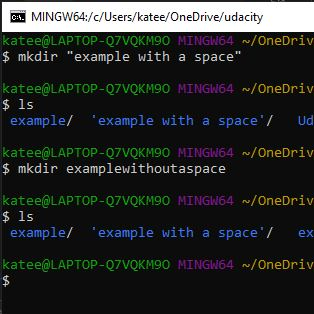 MINGW64:/c/Users/katee/OneDrive/udacity
katee@LAPTOP-Q7VQKM9O MINGW64 ~/OneDriv
$ mkdir "example with a space"
katee@LAPTOP-Q7VQKM9O MINGW64 ~/OneDriv
$ ls
example/  'example with a space'/   Ud
katee@LAPTOP-Q7VQKM9O MINGW64 ~/OneDriv
$ mkdir examplewithoutaspace
katee@LAPTOP-Q7VQKM9O MINGW64 ~/OneDriv
$ ls
example/  'example with a space'/   ex
katee@LAPTOP-Q7VQKM9O MINGW64 ~/OneDriv
$